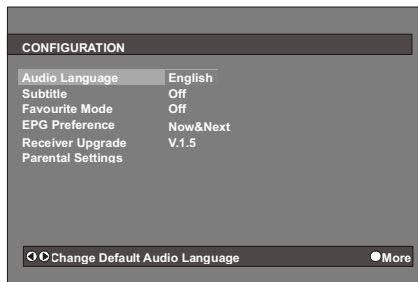 CONFIGURATION
Audio Language English
Subtitle Off
Favourite Mode Off
EPG Preference Now&Next
Receiver Upgrade V.1.5
Parental Settings
Change Default Audio Language More